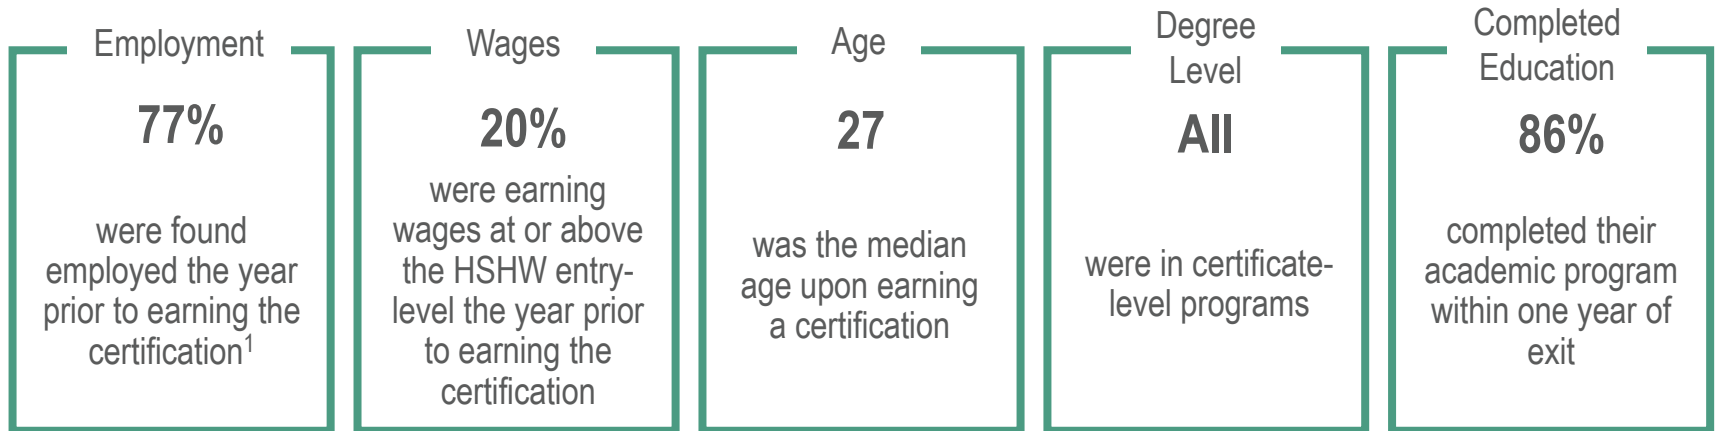 Employment
77%
were found
employed the year
prior to earning the
certification1
Wages
20%
were earning
wages at or above
the HSHW entry-
level the year prior
to earning the
certification
Age
27
was the median
age upon earning
a certification
Degree
Level
All
were in certificate-
level programs
Completed
Education
86%
completed their
academic program
within one year of
exit